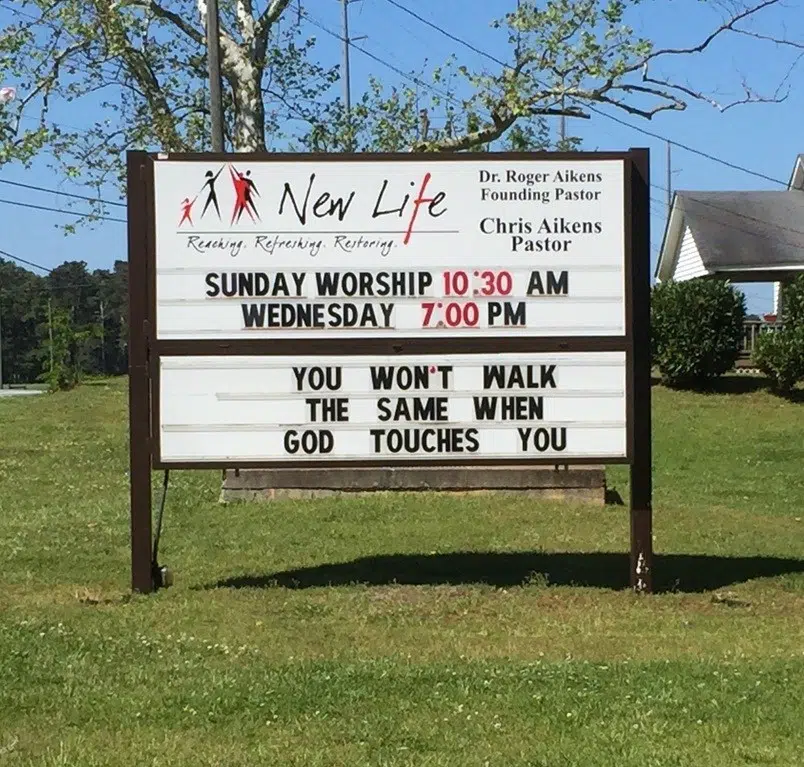 New Life
Reaching. Refreshing. Restoring.
Dr. Roger Aikens
Founding Pastor
Chris Aikens
Pastor
SUNDAY WORSHIP 10:30 AM
WEDNESDAY 7:00 PM
YOU WON'T WALK
THE SAME WHEN
GOD TOUCHES YOU